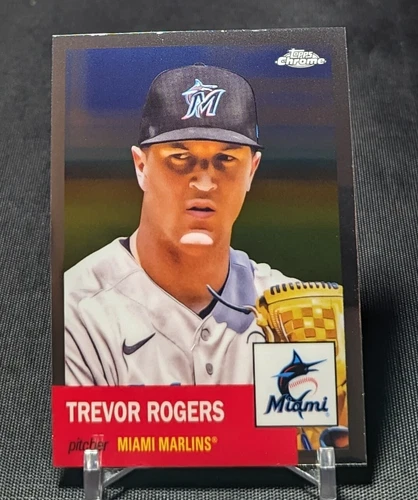 Topps
Chrome
M
TREVOR ROGERS
Miami
pitcher MIAMI MARLINS®